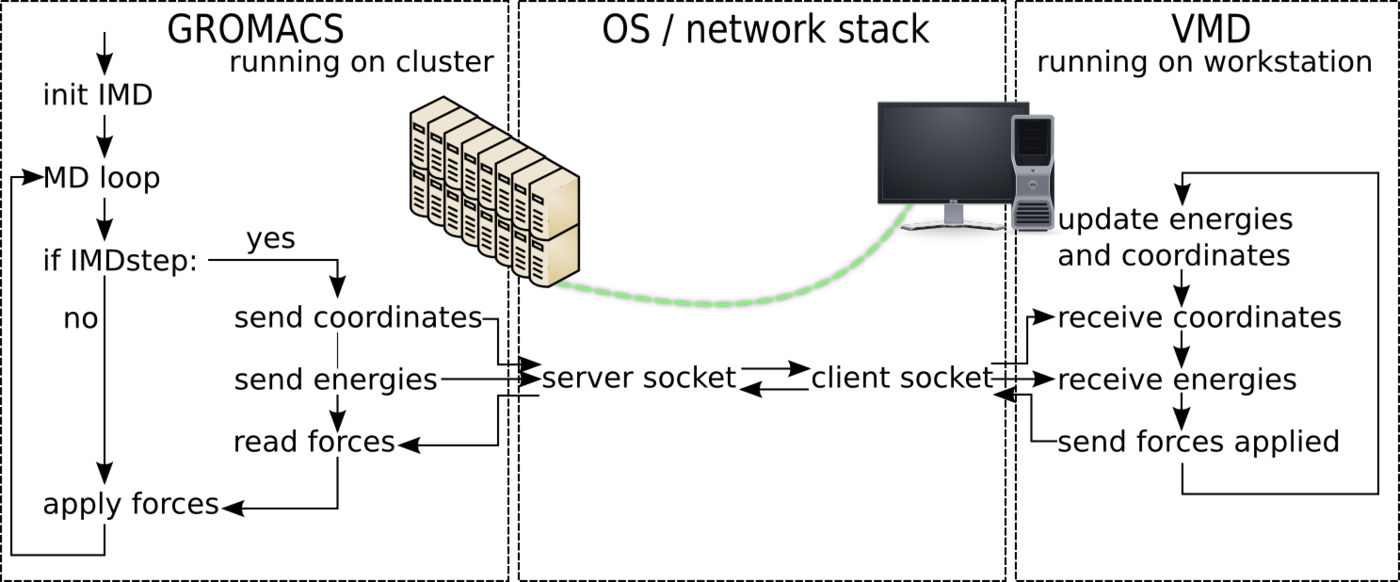 GROMACS
running on cluster
init IMD
MD loop
if IMDstep:
yes
no
send coordinates
send energies
read forces
apply forces
OS / network stack
server socket
client socket
VMD
running on workstation
update energies
and coordinates
receive coordinates
receive energies
send forces applied